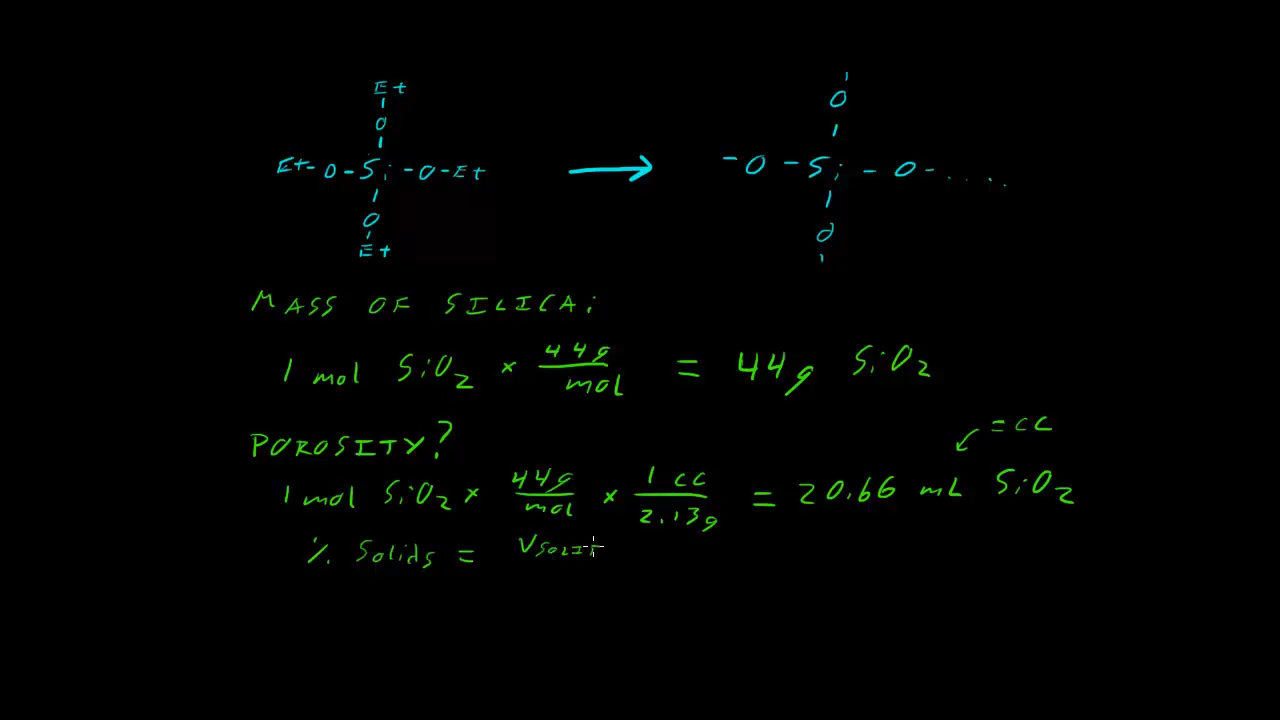 Et
O
Et-O-Si-O-Et
O
Et
O
-O-Si-O-....
O
MASS OF SILICA:
1 mol SiO2 × 44g/mol = 44g SiO2
POROSITY?
= CC
1 mol SiO2 × 44g/mol × 1 cc/2.13g = 20.66 mL SiO2
% Solids =